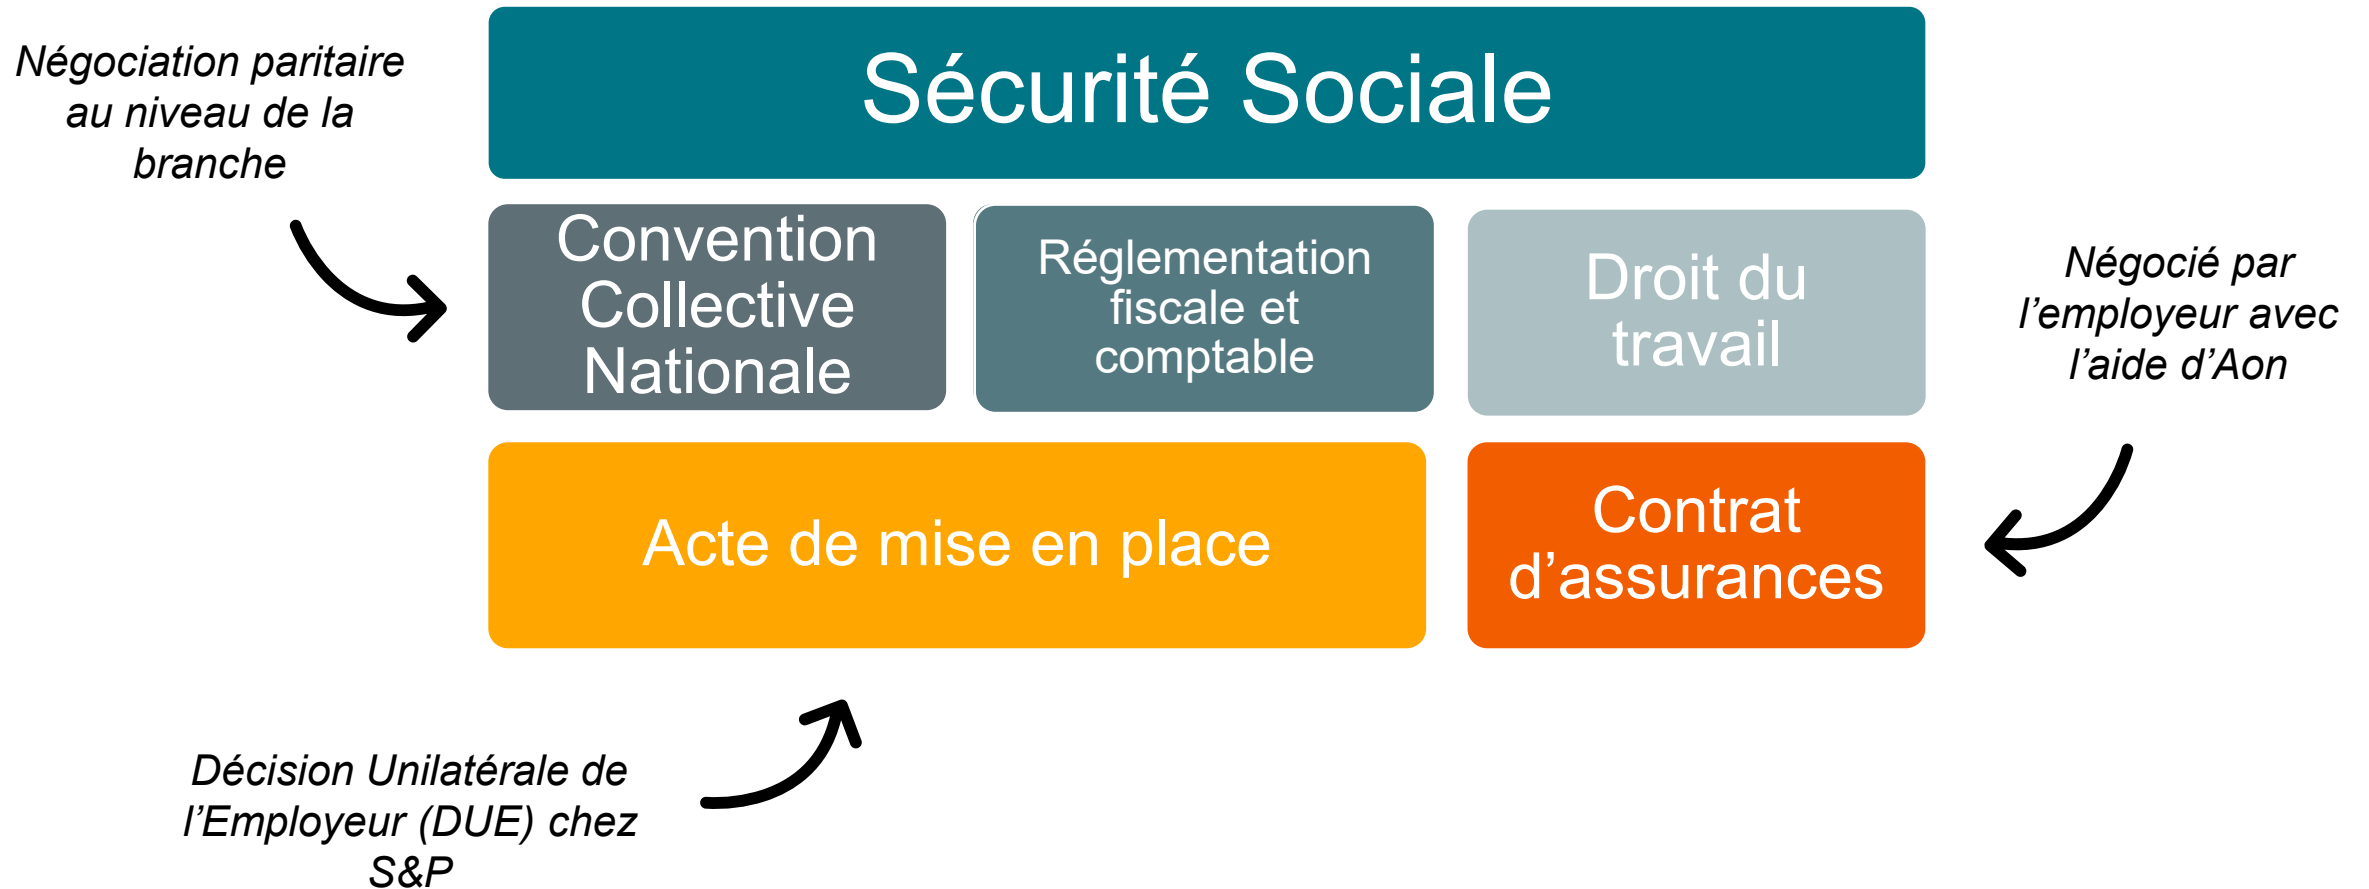 Négociation paritaire
au niveau de la
branche
Sécurité Sociale
Convention
Collective
Nationale
Réglementation
fiscale et
comptable
Droit du
travail
Négocié par
l’employeur avec
l’aide d’Aon
Acte de mise en place
Contrat
d’assurances
Décision Unilatérale de
l’Employeur (DUE) chez
S&P